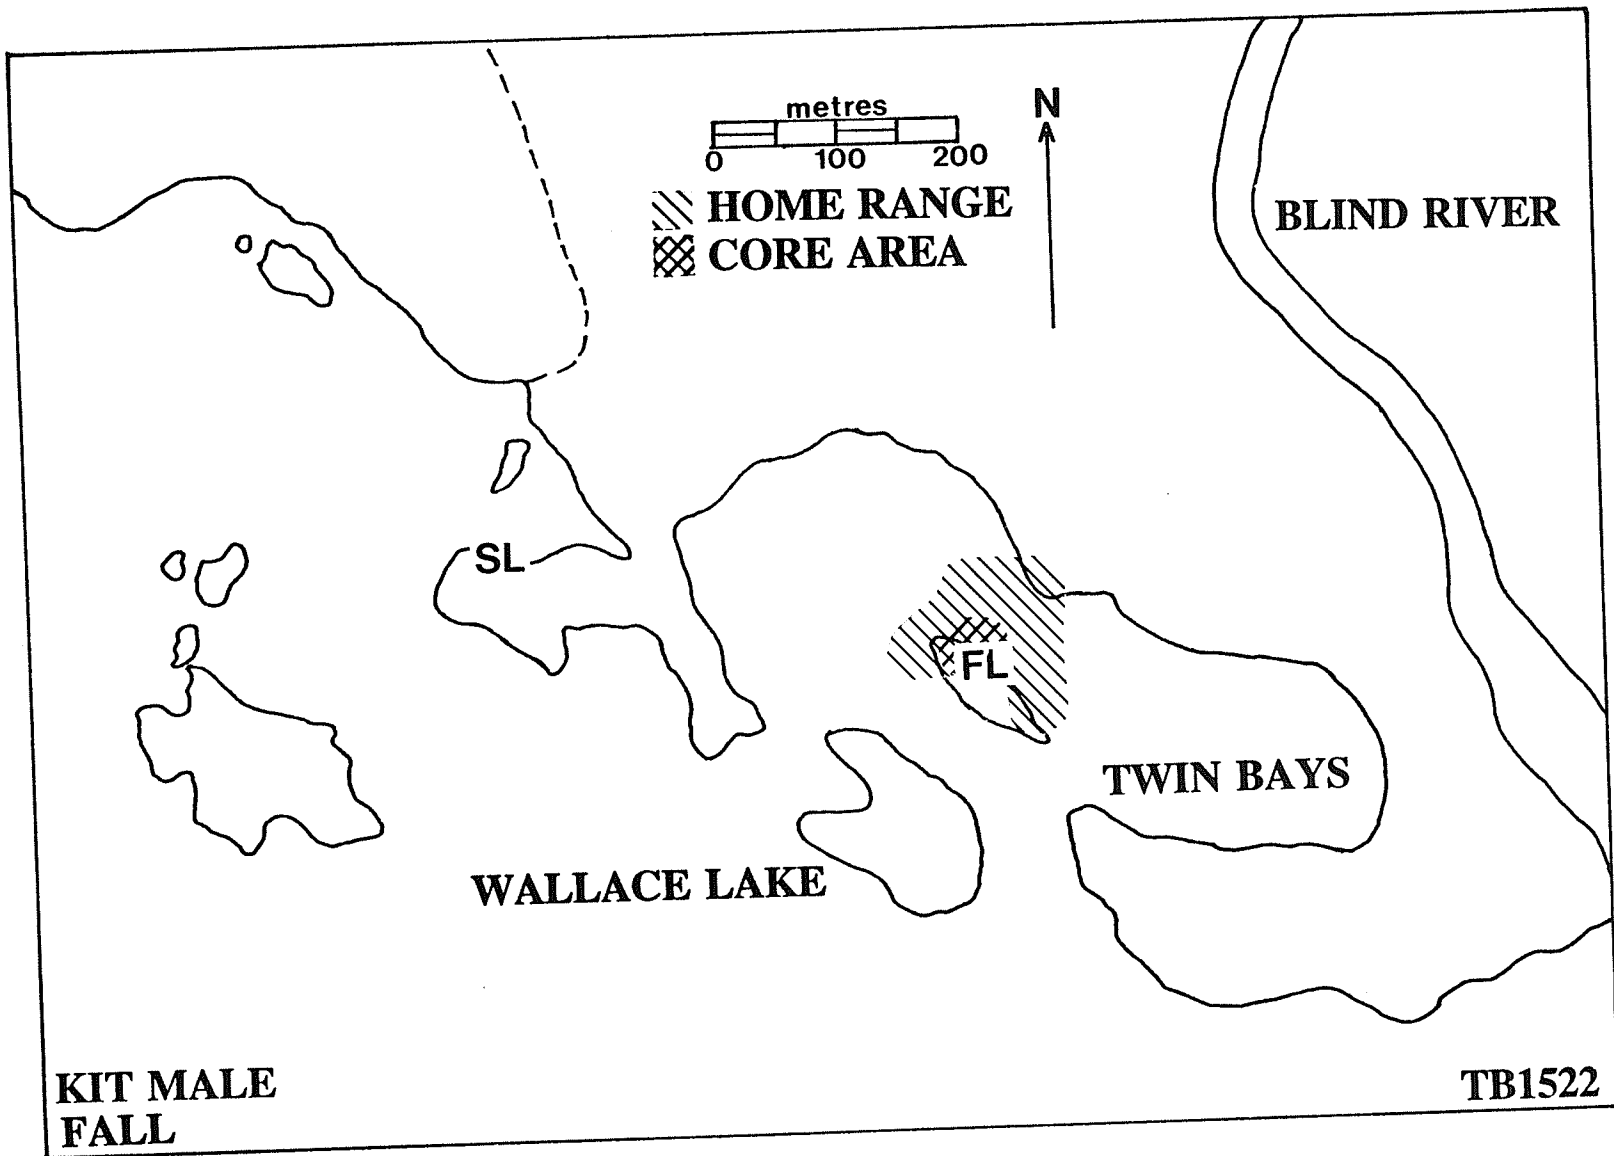 metres
0 100 200
N
HOME RANGE
CORE AREA
BLIND RIVER
SL
FL
TWIN BAYS
WALLACE LAKE
KIT MALE
FALL
TB1522